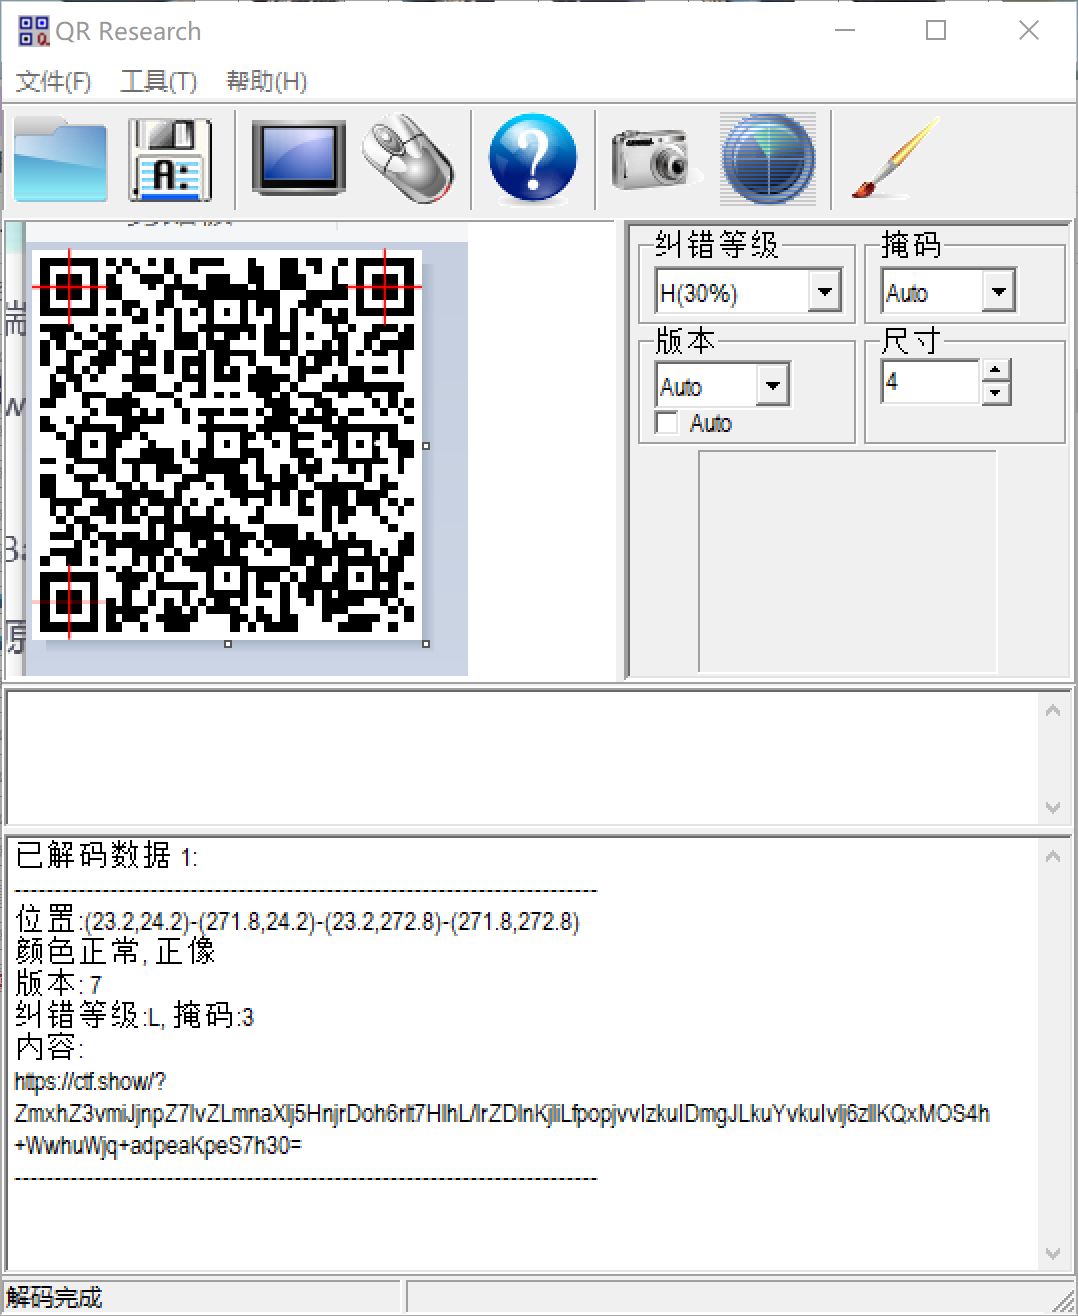 QR Research
文件(F) 工具(T) 帮助(H)
A:
纠错等级
掩码
H(30%)
Auto
版本
尺寸
Auto
4
Auto
端
w
原
已解码数据 1:
------------------------------------------------------------------------
位置:(23.2,24.2)-(271.8,24.2)-(23.2,272.8)-(271.8,272.8)
颜色正常, 正像
版本: 7
纠错等级:L, 掩码:3
内容:
https://ctf.show/?
+WwhuWjq+adpeaKpeS7h30=
------------------------------------------------------------------------
解码完成